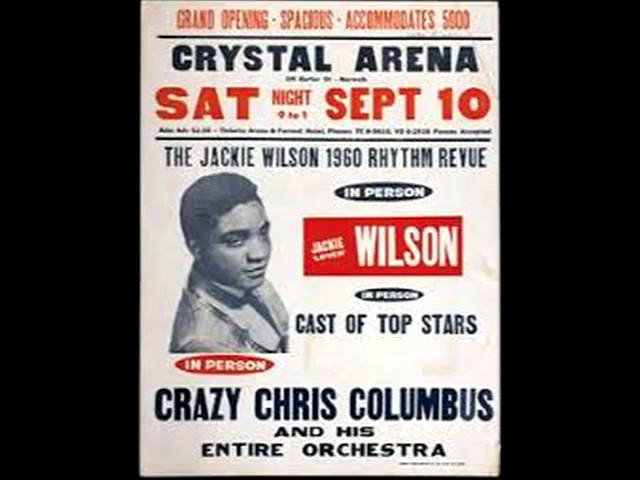 GRAND OPENING · SPACIOUS · ACCOMMODATES 5000
CRYSTAL ARENA
SAT NIGHT 9 to 1 SEPT 10
THE JACKIE WILSON 1960 RHYTHM REVUE
IN PERSON
JACKIE "LOVER" WILSON
IN PERSON
CAST OF TOP STARS
IN PERSON
CRAZY CHRIS COLUMBUS
AND HIS
ENTIRE ORCHESTRA